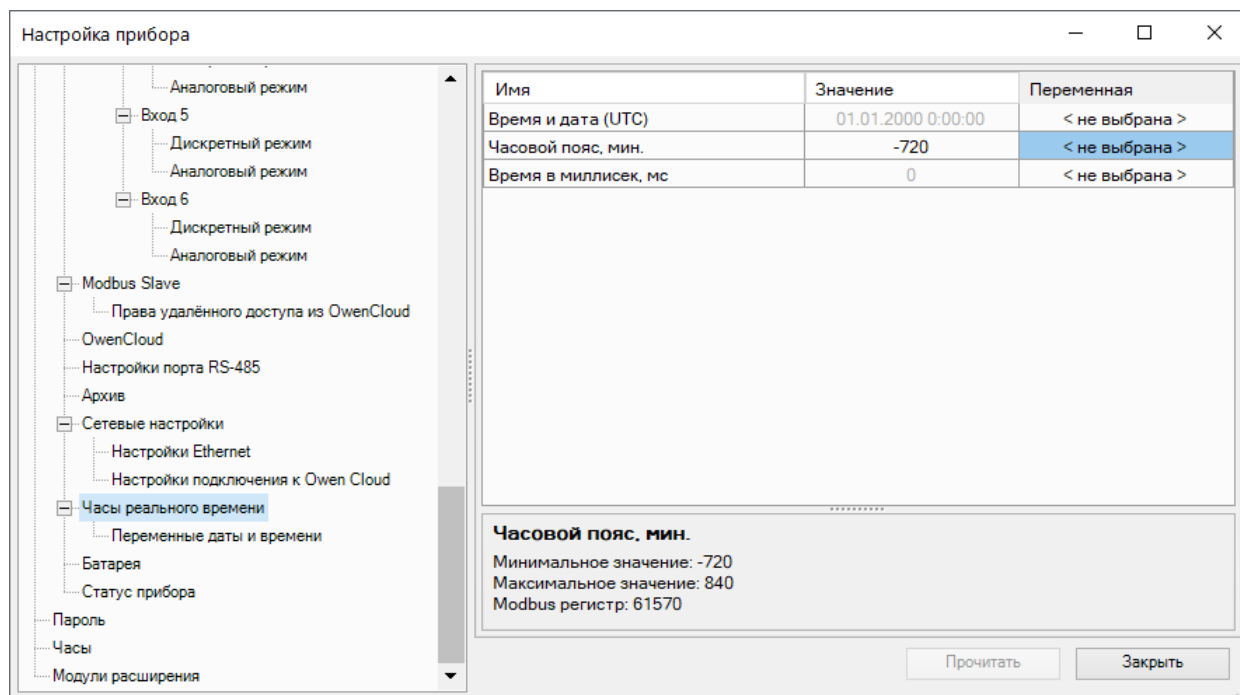 Настройка прибора
Аналоговый режим
Вход 5
Дискретный режим
Аналоговый режим
Вход 6
Дискретный режим
Аналоговый режим
Modbus Slave
Права удалённого доступа из OwenCloud
OwenCloud
Настройки порта RS-485
Архив
Сетевые настройки
Настройки Ethernet
Настройки подключения к Owen Cloud
Часы реального времени
Переменные даты и времени
Батарея
Статус прибора
Пароль
Часы
Модули расширения
Имя Значение Переменная
Время и дата (UTC) 01.01.2000 0:00:00 < не выбрана >
Часовой пояс, мин. -720 < не выбрана >
Время в миллисек, мс 0 < не выбрана >
Часовой пояс, мин.
Минимальное значение: -720
Максимальное значение: 840
Modbus регистр: 61570
Прочитать Закрыть